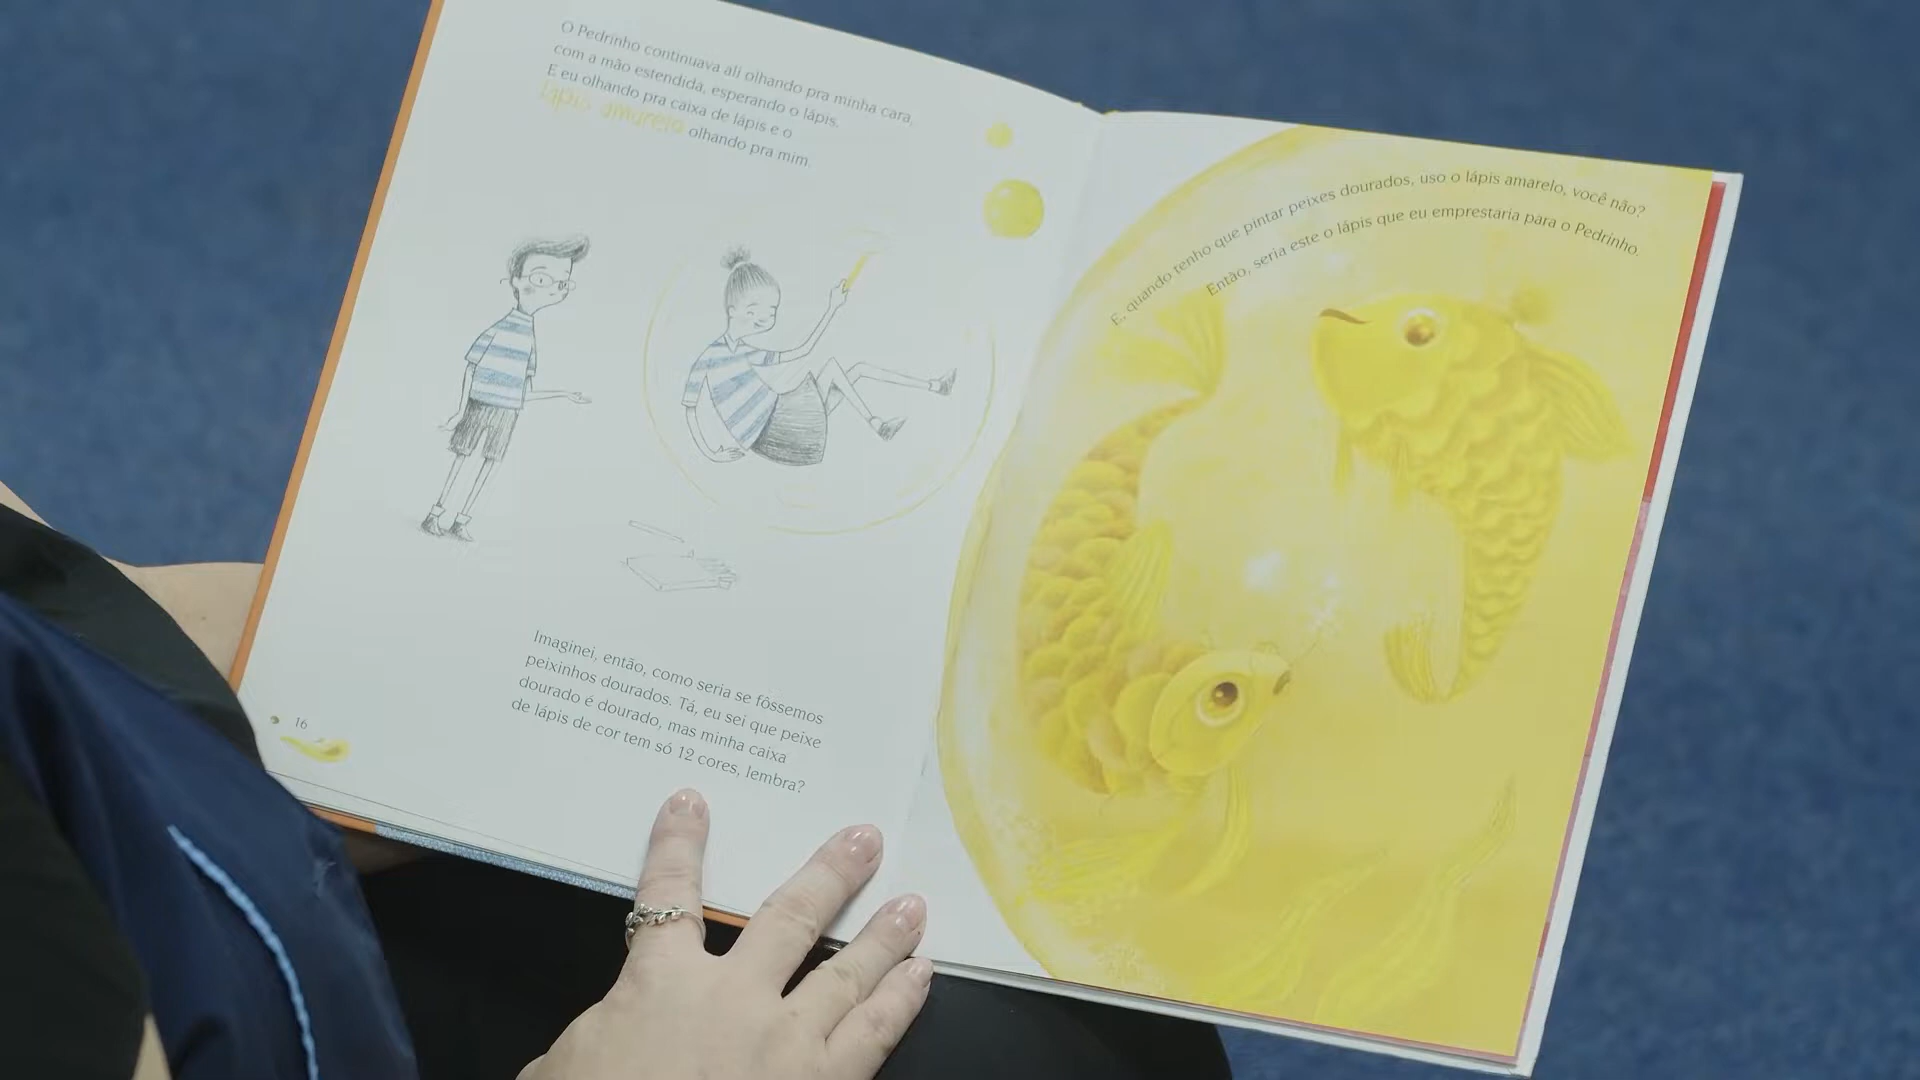 O Pedrinho continuava ali olhando pra minha cara,
com a mão estendida, esperando o lápis.
E eu olhando pra caixa de lápis e o
lápis amarelo olhando pra mim.
Imaginei, então, como seria se fôssemos
peixinhos dourados. Tá, eu sei que peixe
dourado é dourado, mas minha caixa
de lápis de cor tem só 12 cores, lembra?
16
E, quando tenho que pintar peixes dourados, uso o lápis amarelo, você não?
Então, seria este o lápis que eu emprestaria para o Pedrinho.